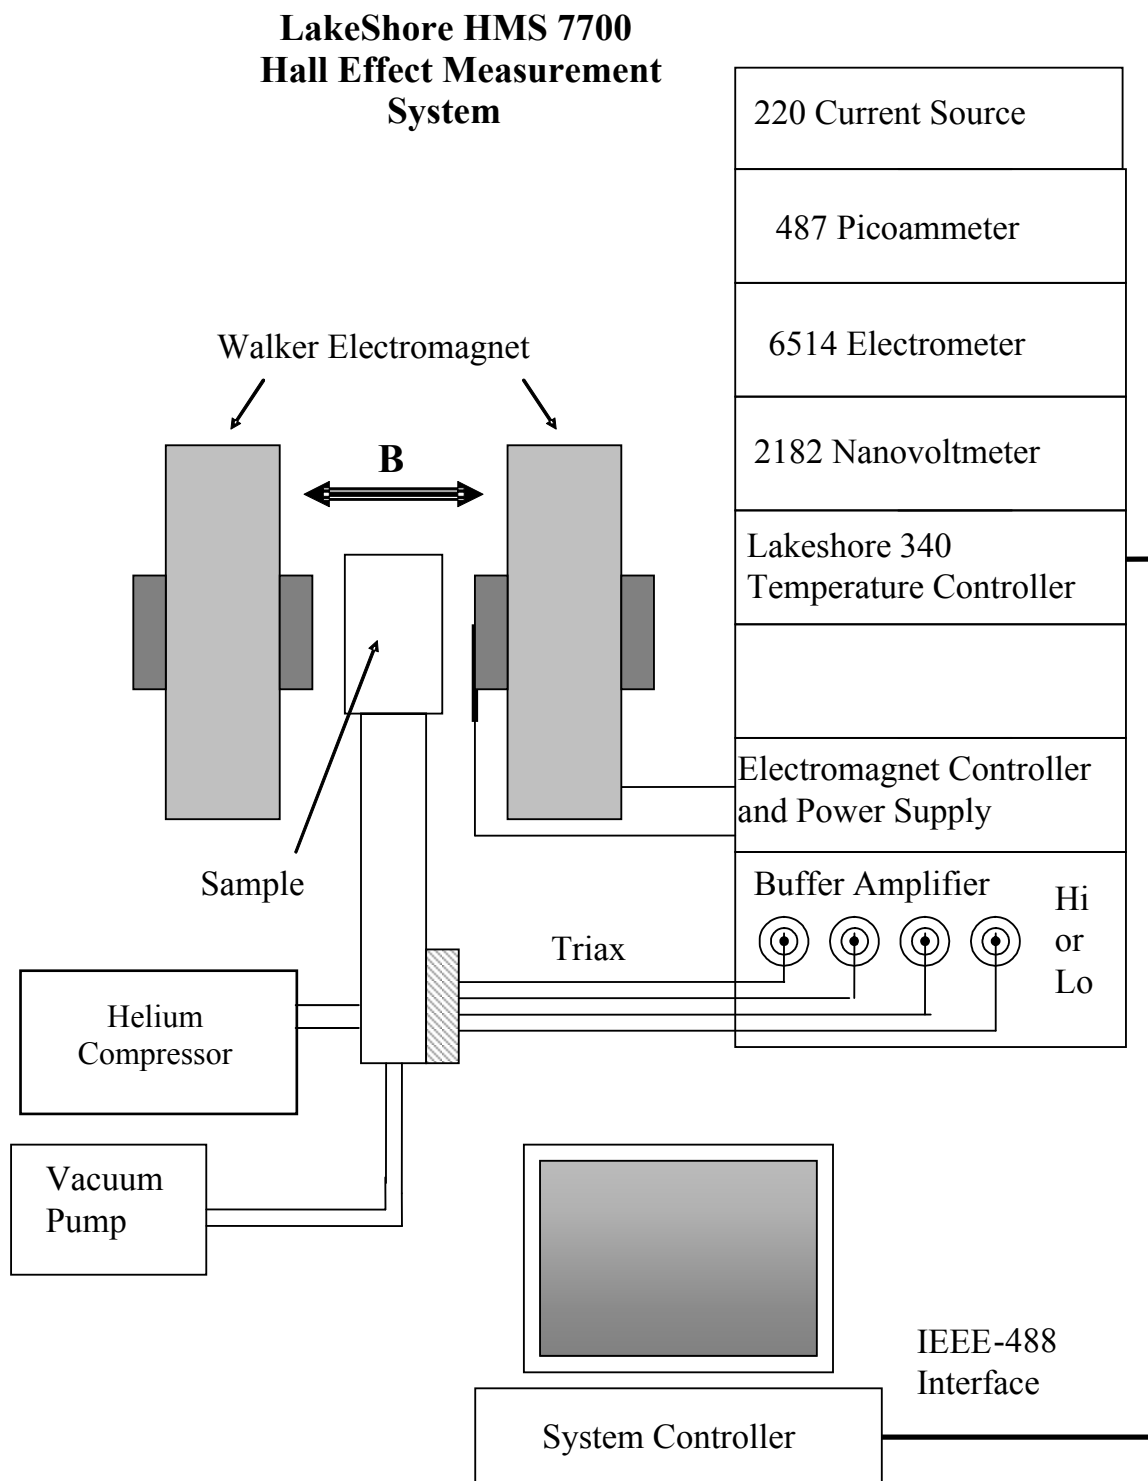 LakeShore HMS 7700
Hall Effect Measurement
System
220 Current Source
487 Picoammeter
6514 Electrometer
2182 Nanovoltmeter
Lakeshore 340
Temperature Controller
Electromagnet Controller
and Power Supply
Buffer Amplifier
Hi
or
Lo
Walker Electromagnet
B
Sample
Triax
Helium
Compressor
Vacuum
Pump
IEEE-488
Interface
System Controller